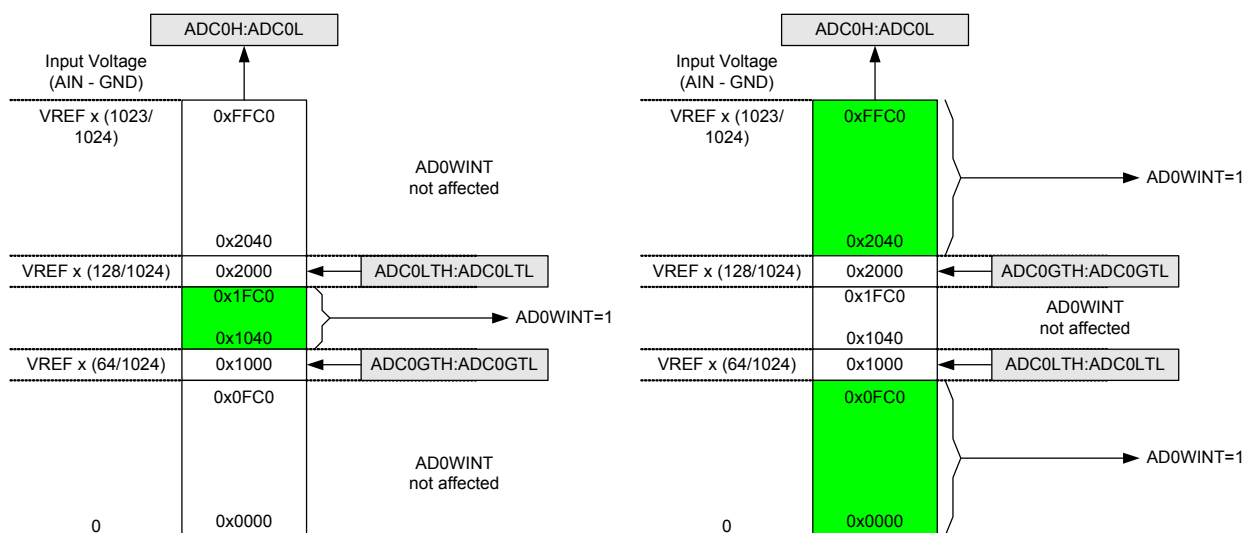 ADC0H:ADC0L
Input Voltage
(AIN - GND)
VREF x (1023/
1024)
0xFFC0
AD0WINT
not affected
0x2040
VREF x (128/1024)
0x2000
ADC0LTH:ADC0LTL
0x1FC0
AD0WINT=1
0x1040
VREF x (64/1024)
0x1000
ADC0GTH:ADC0GTL
0x0FC0
AD0WINT
not affected
0
0x0000
ADC0H:ADC0L
Input Voltage
(AIN - GND)
VREF x (1023/
1024)
0xFFC0
AD0WINT=1
0x2040
VREF x (128/1024)
0x2000
ADC0GTH:ADC0GTL
0x1FC0
AD0WINT
not affected
0x1040
VREF x (64/1024)
0x1000
ADC0LTH:ADC0LTL
0x0FC0
AD0WINT=1
0
0x0000